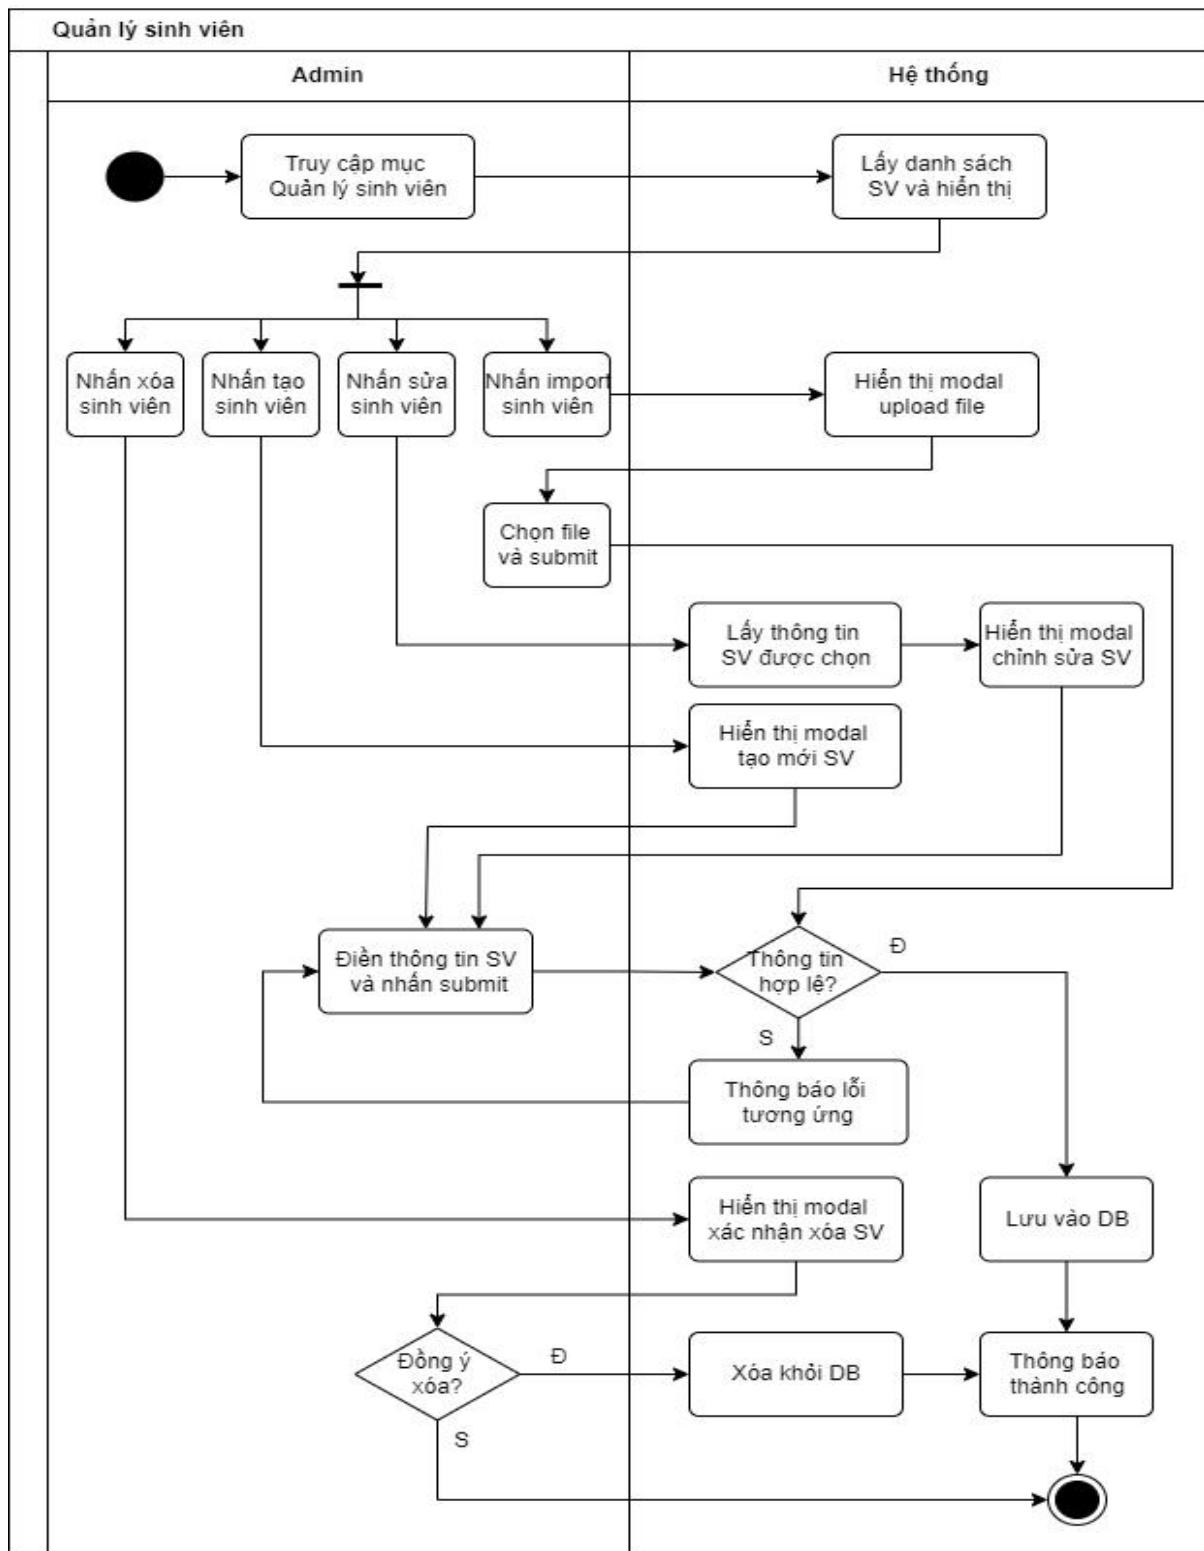 Quản lý sinh viên
Admin
Hệ thống
Truy cập mục
Quản lý sinh viên
Lấy danh sách
SV và hiển thị
Nhấn xóa
sinh viên
Nhấn tạo
sinh viên
Nhấn sửa
sinh viên
Nhấn import
sinh viên
Hiển thị modal
upload file
Chọn file
và submit
Lấy thông tin
SV được chọn
Hiển thị modal
chỉnh sửa SV
Hiển thị modal
tạo mới SV
Điền thông tin SV
và nhấn submit
Thông tin
hợp lệ?
Đ
S
Thông báo lỗi
tương ứng
Hiển thị modal
xác nhận xóa SV
Lưu vào DB
Đồng ý
xóa?
Đ
S
Xóa khỏi DB
Thông báo
thành công